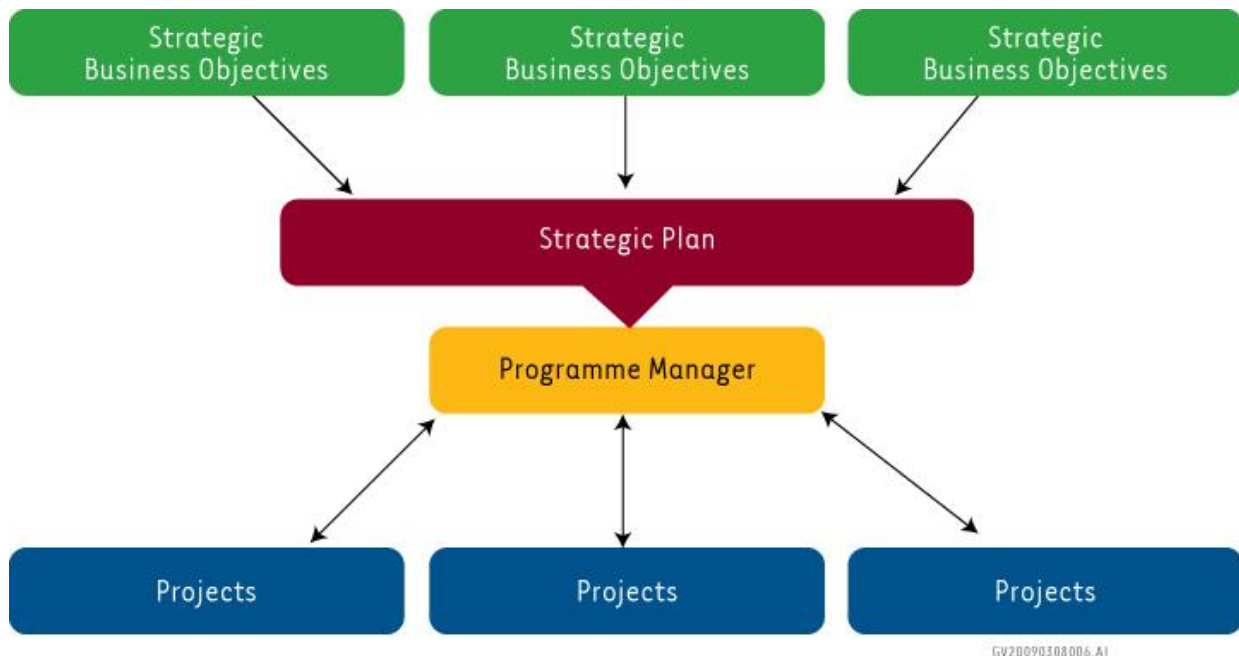 Strategic
Business Objectives
Strategic
Business Objectives
Strategic
Business Objectives
Strategic Plan
Programme Manager
Projects
Projects
Projects
GV20090308006.AI